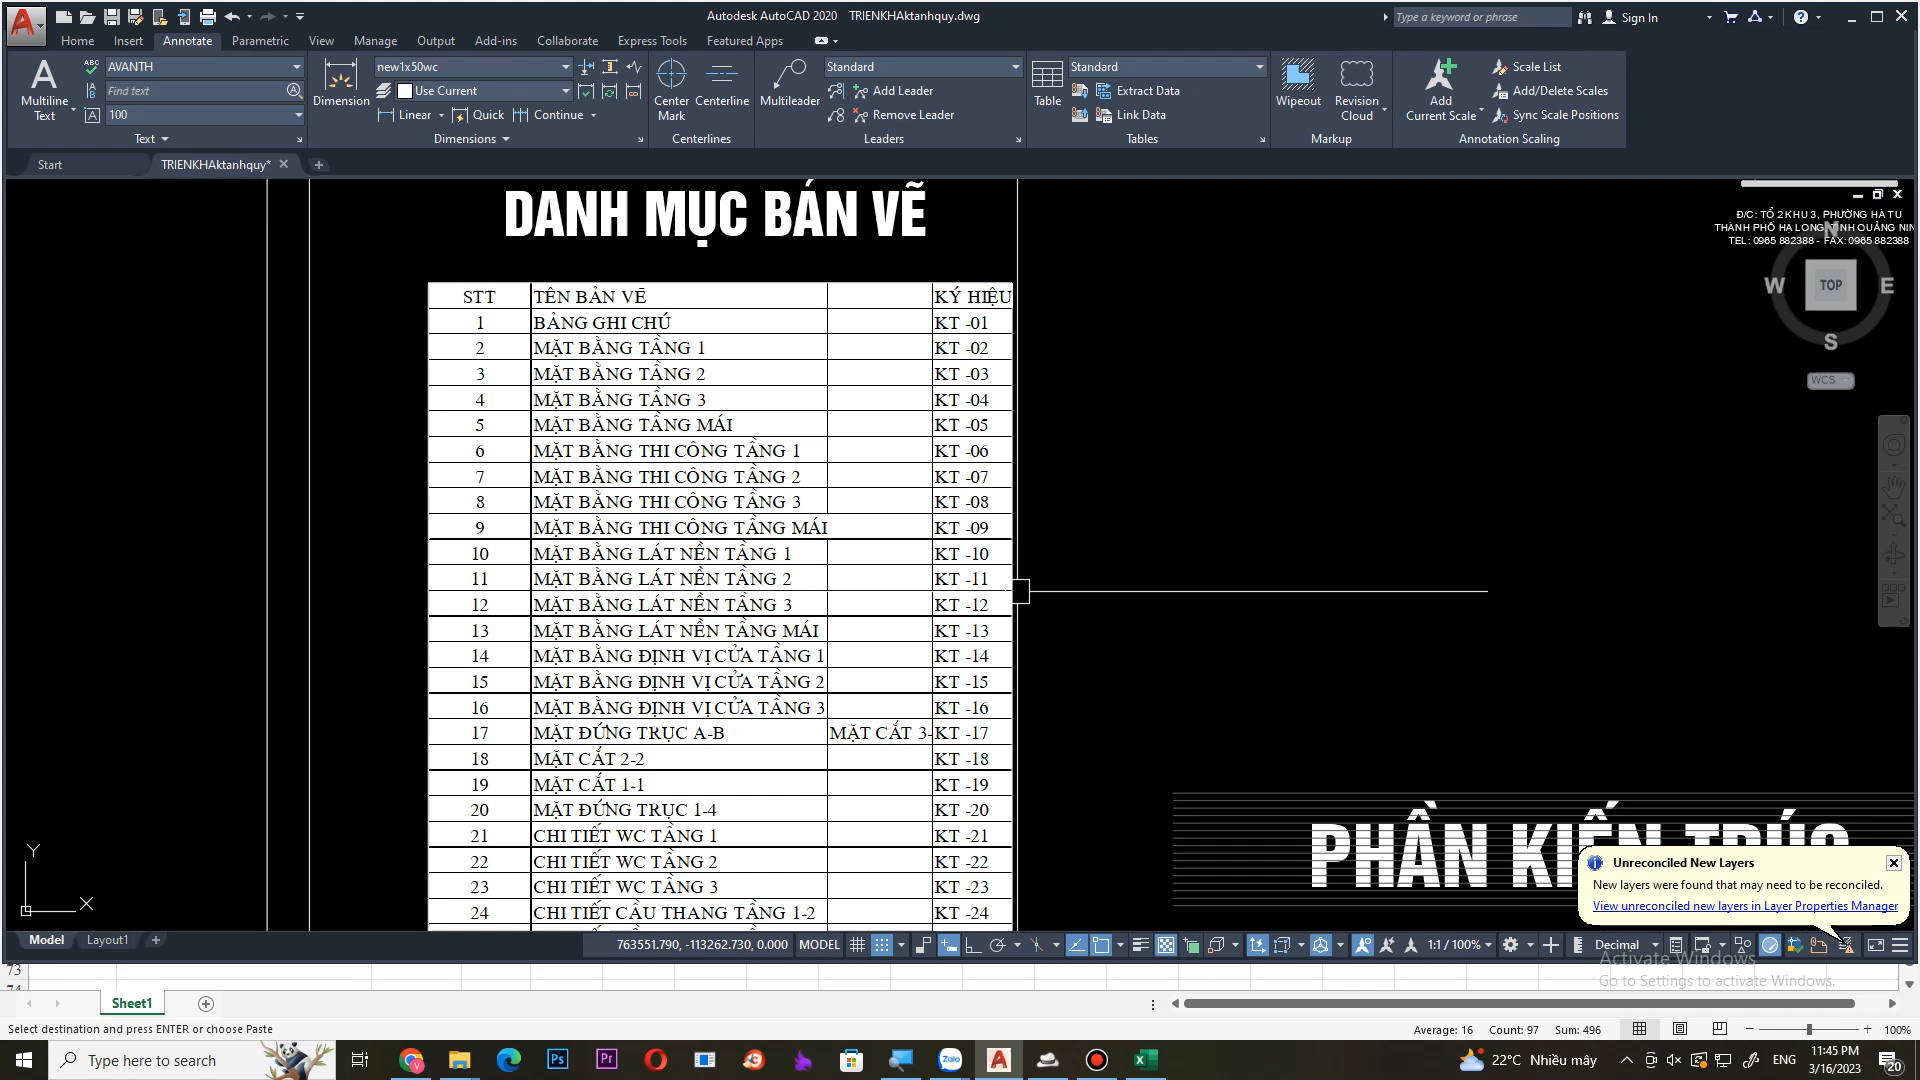 Autodesk AutoCAD 2020 TRIENKHAktanhquy.dwg
Type a keyword or phrase
Sign In
Home Insert Annotate Parametric View Manage Output Add-ins Collaborate Express Tools Featured Apps
Multiline Text
AVANTH
Find text
100
Text
Dimension
new1x50wc
Use Current
Linear Quick Continue
Dimensions
Center Mark
Centerline
Centerlines
Multileader
Standard
Add Leader
Remove Leader
Leaders
Table
Standard
Extract Data
Link Data
Tables
Wipeout
Revision Cloud
Markup
Add Current Scale
Scale List
Add/Delete Scales
Sync Scale Positions
Annotation Scaling
Start TRIENKHAktanhquy*
DANH MỤC BẢN VẼ
Đ/C: TỔ 2 KHU 3, PHƯỜNG HÀ TU
THÀNH PHỐ HẠ LONG TỈNH QUẢNG NIN
TEL: 0965 882388 - FAX: 0965 882388
N
W TOP E
S
WCS
STT TÊN BẢN VẼ KÝ HIỆU
1 BẢNG GHI CHÚ KT -01
2 MẶT BẰNG TẦNG 1 KT -02
3 MẶT BẰNG TẦNG 2 KT -03
4 MẶT BẰNG TẦNG 3 KT -04
5 MẶT BẰNG TẦNG MÁI KT -05
6 MẶT BẰNG THI CÔNG TẦNG 1 KT -06
7 MẶT BẰNG THI CÔNG TẦNG 2 KT -07
8 MẶT BẰNG THI CÔNG TẦNG 3 KT -08
9 MẶT BẰNG THI CÔNG TẦNG MÁI KT -09
10 MẶT BẰNG LÁT NỀN TẦNG 1 KT -10
11 MẶT BẰNG LÁT NỀN TẦNG 2 KT -11
12 MẶT BẰNG LÁT NỀN TẦNG 3 KT -12
13 MẶT BẰNG LÁT NỀN TẦNG MÁI KT -13
14 MẶT BẰNG ĐỊNH VỊ CỬA TẦNG 1 KT -14
15 MẶT BẰNG ĐỊNH VỊ CỬA TẦNG 2 KT -15
16 MẶT BẰNG ĐỊNH VỊ CỬA TẦNG 3 KT -16
17 MẶT ĐỨNG TRỤC A-B MẶT CẮT 3- KT -17
18 MẶT CẮT 2-2 KT -18
19 MẶT CẮT 1-1 KT -19
20 MẶT ĐỨNG TRỤC 1-4 KT -20
21 CHI TIẾT WC TẦNG 1 KT -21
22 CHI TIẾT WC TẦNG 2 KT -22
23 CHI TIẾT WC TẦNG 3 KT -23
24 CHI TIẾT CẦU THANG TẦNG 1-2 KT -24
PHẦN KIẾN TRÚC
Unreconciled New Layers
New layers were found that may need to be reconciled.
View unreconciled new layers in Layer Properties Manager
Y
X
Model Layout1
763551.790, -113262.730, 0.000 MODEL 1:1 / 100% Decimal
Activate Windows
Go to Settings to activate Windows.
73
Sheet1
Select destination and press ENTER or choose Paste
Average: 16 Count: 97 Sum: 496 100%
Type here to search
22°C Nhiều mây
ENG
11:45 PM
3/16/2023
20